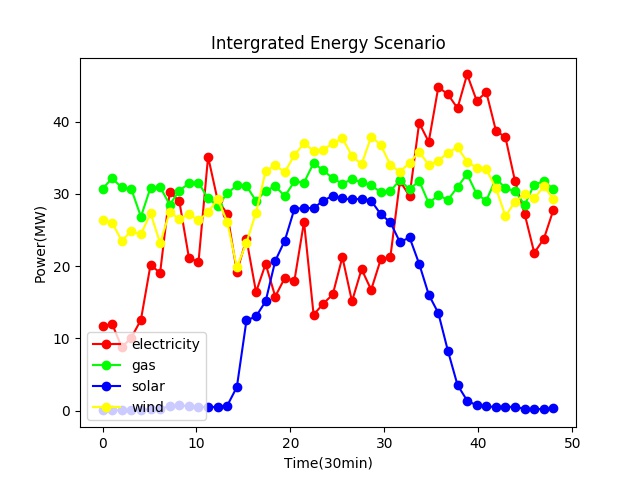 Intergrated Energy Scenario
Power(MW)
40
30
20
10
0
electricity
gas
solar
wind
0 10 20 30 40 50
Time(30min)